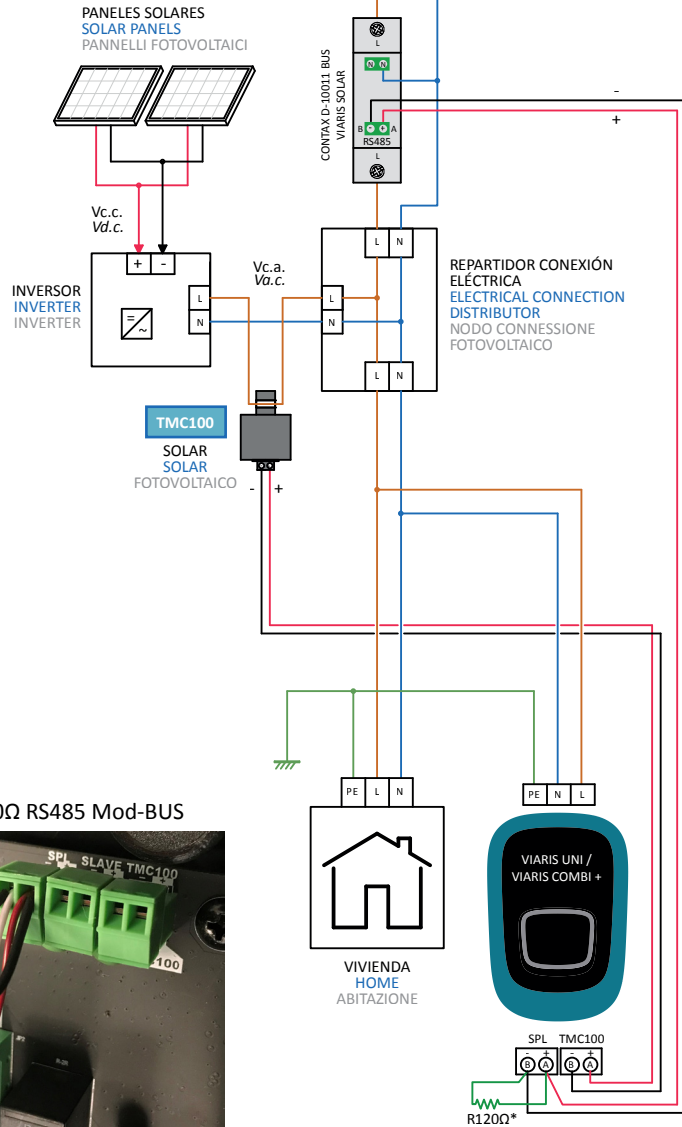 PANELES SOLARES
SOLAR PANELS
PANNELLI FOTOVOLTAICI
L
N N
CONTAX D-10011 BUS
VIARIS SOLAR
B - + A
RS485
L
-
+
Vc.c.
Vd.c.
+ -
INVERSOR
INVERTER
INVERTER
L
N
=
~
Vc.a.
Va.c.
L N
L
N
L N
REPARTIDOR CONEXIÓN
ELÉCTRICA
ELECTRICAL CONNECTION
DISTRIBUTOR
NODO CONNESSIONE
FOTOVOLTAICO
TMC100
SOLAR
SOLAR
FOTOVOLTAICO
- +
PE L N
VIVIENDA
HOME
ABITAZIONE
PE N L
VIARIS UNI /
VIARIS COMBI +
SPL TMC100
- + - +
B A B A
R120Ω*
0Ω RS485 Mod-BUS
SPL SLAVE TMC100
- + - + - +
100